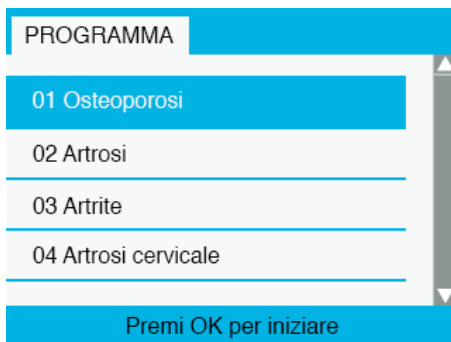 PROGRAMMA
01 Osteoporosi
02 Artrosi
03 Artrite
04 Artrosi cervicale
Premi OK per iniziare